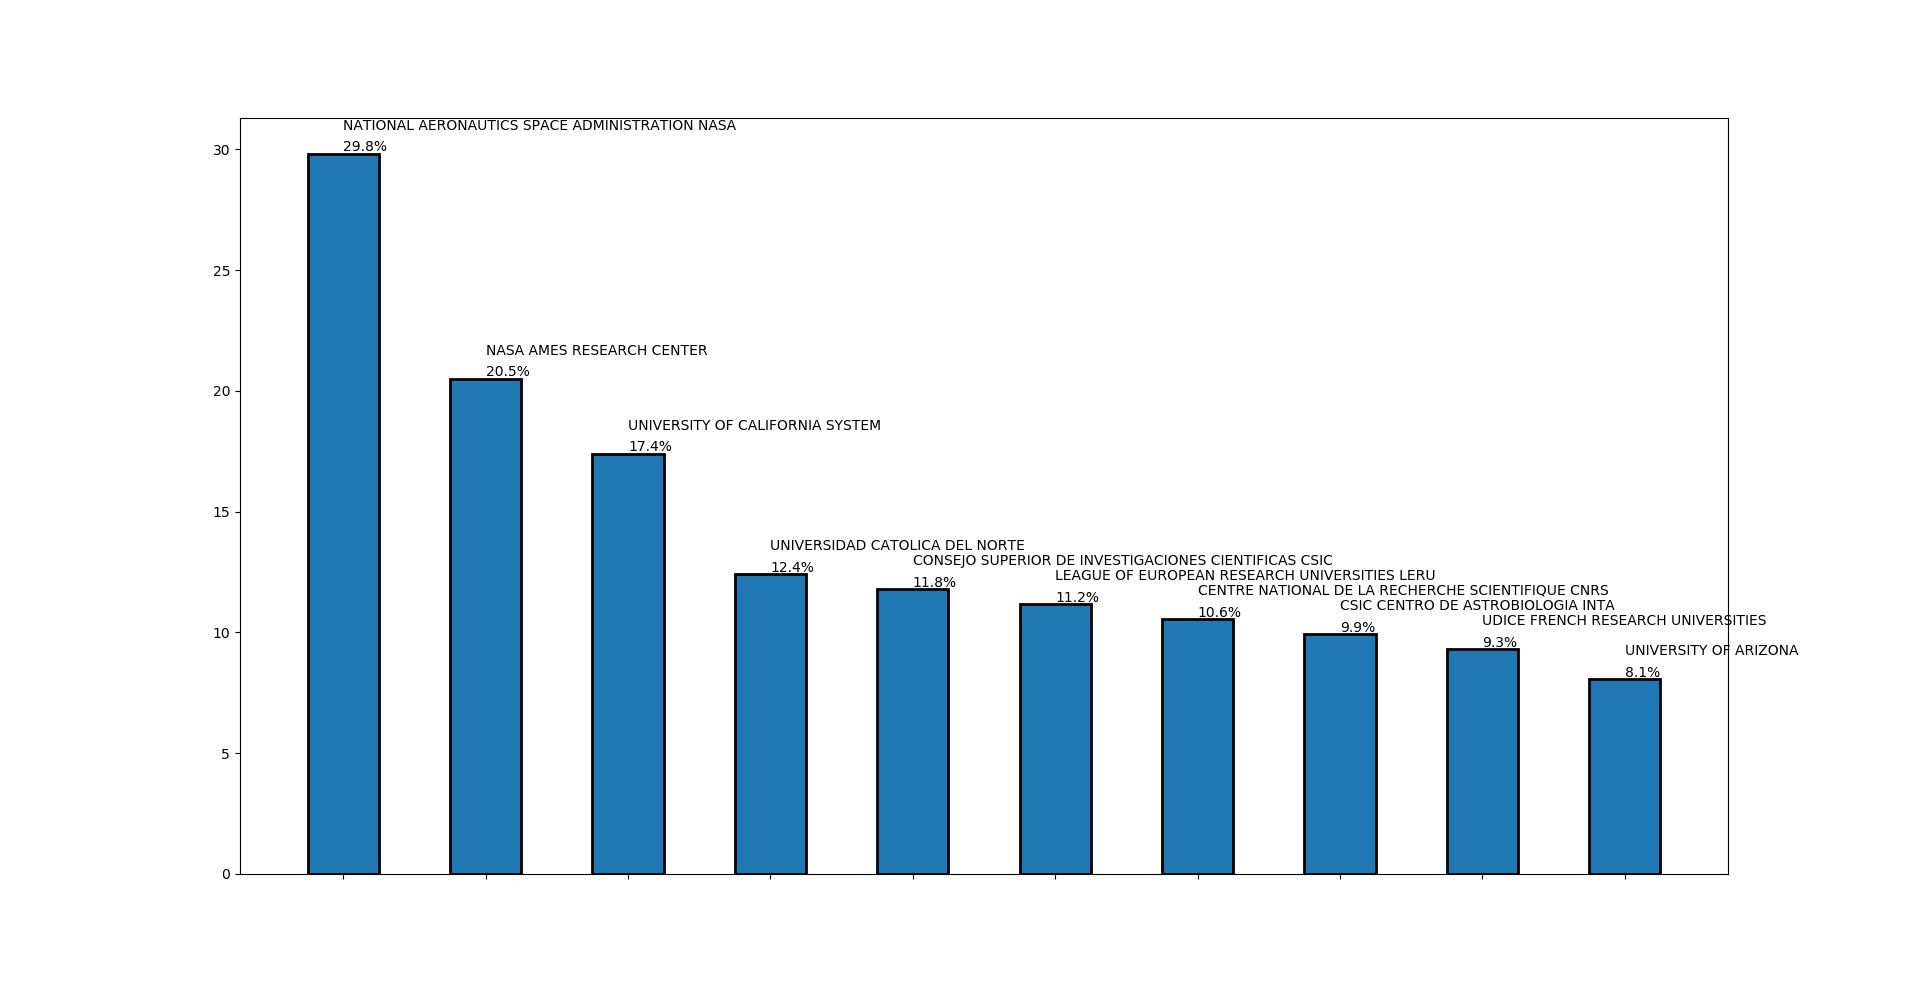 NATIONAL AERONAUTICS SPACE ADMINISTRATION NASA
29.8%
NASA AMES RESEARCH CENTER
20.5%
UNIVERSITY OF CALIFORNIA SYSTEM
17.4%
UNIVERSIDAD CATOLICA DEL NORTE
12.4%
CONSEJO SUPERIOR DE INVESTIGACIONES CIENTIFICAS CSIC
11.8%
LEAGUE OF EUROPEAN RESEARCH UNIVERSITIES LERU
11.2%
CENTRE NATIONAL DE LA RECHERCHE SCIENTIFIQUE CNRS
10.6%
CSIC CENTRO DE ASTROBIOLOGIA INTA
9.9%
UDICE FRENCH RESEARCH UNIVERSITIES
9.3%
UNIVERSITY OF ARIZONA
8.1%
30
25
20
15
10
5
0